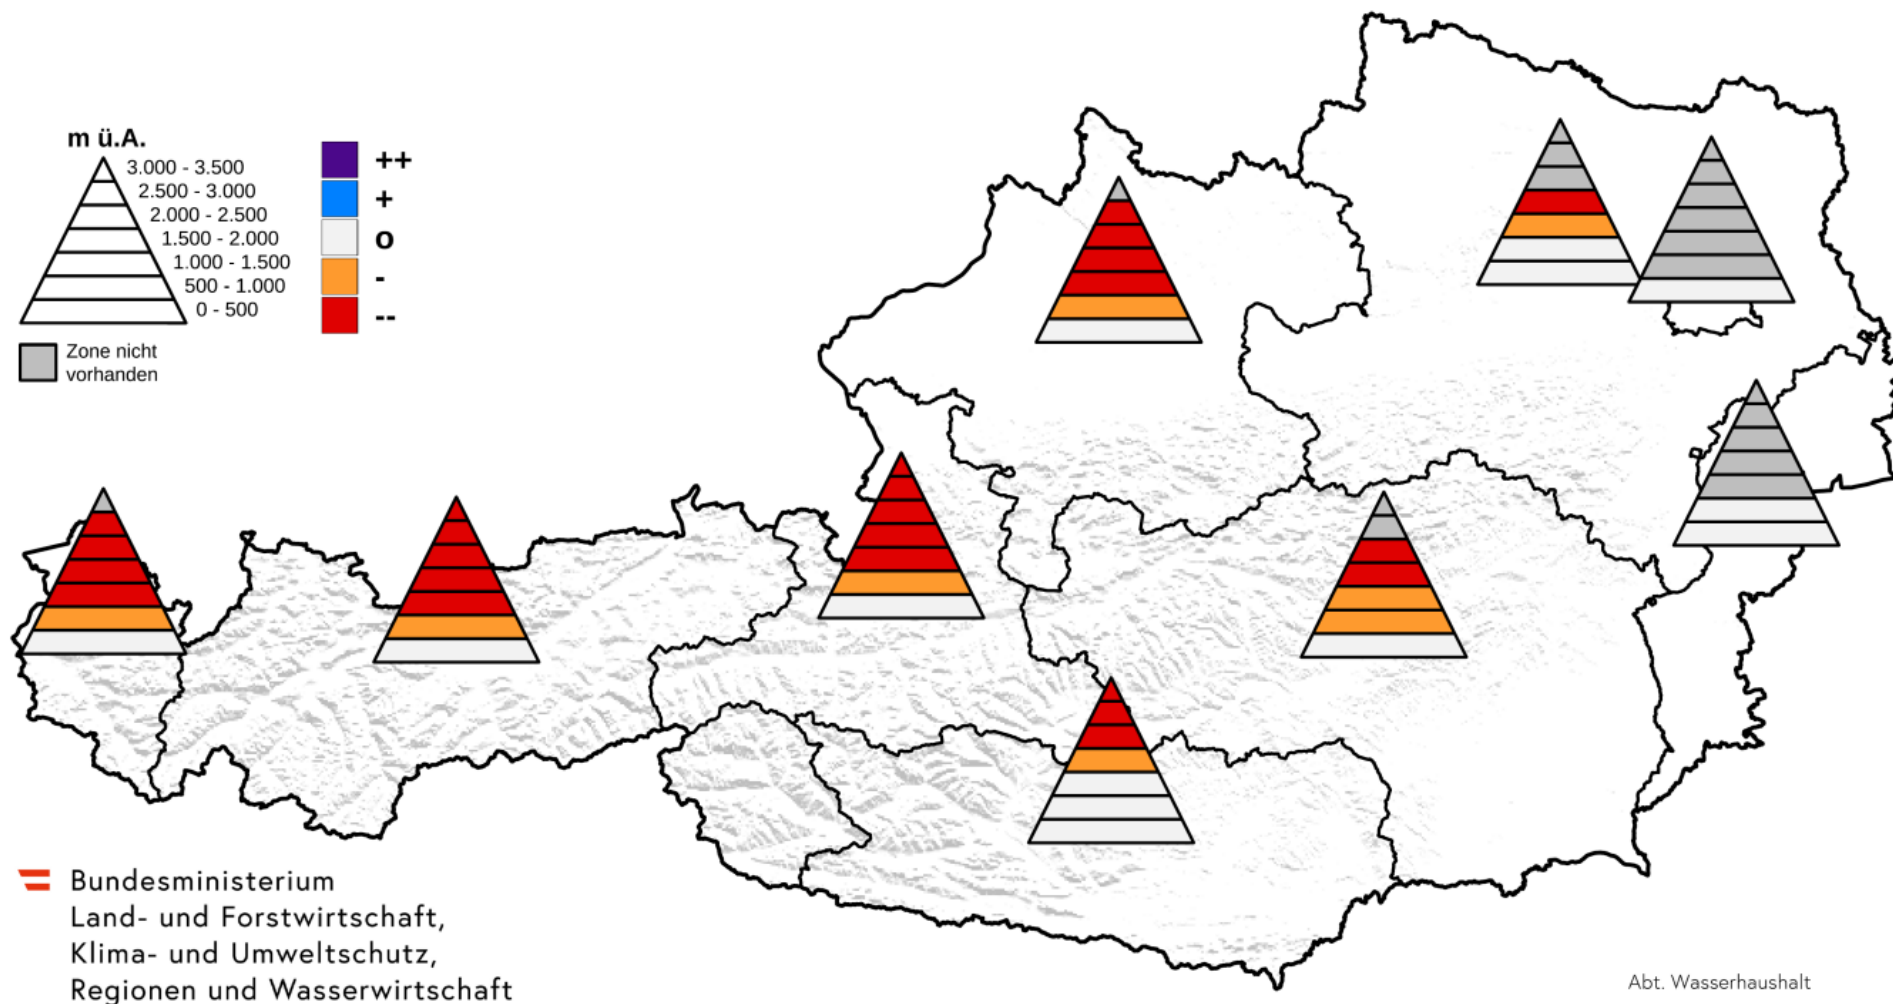 m ü.A.
3.000 - 3.500
2.500 - 3.000
2.000 - 2.500
1.500 - 2.000
1.000 - 1.500
500 - 1.000
0 - 500
++
+
o
-
--
Zone nicht
vorhanden
Bundesministerium
Land- und Forstwirtschaft,
Klima- und Umweltschutz,
Regionen und Wasserwirtschaft
Abt. Wasserhaushalt